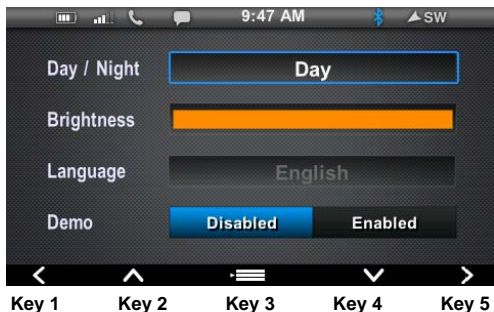 9:47 AM SW
Day / Night Day
Brightness
Language English
Demo Disabled Enabled
Key 1 Key 2 Key 3 Key 4 Key 5